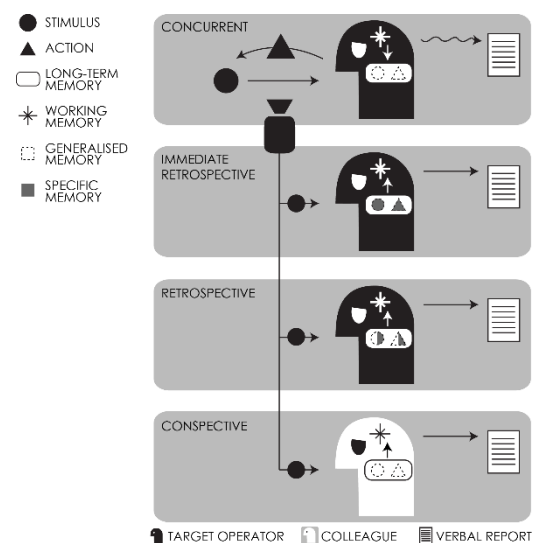 STIMULUS
ACTION
LONG-TERM
MEMORY
WORKING
MEMORY
GENERALISED
MEMORY
SPECIFIC
MEMORY
CONCURRENT
IMMEDIATE
RETROSPECTIVE
RETROSPECTIVE
CONSPECTIVE
TARGET OPERATOR
COLLEAGUE
VERBAL REPORT